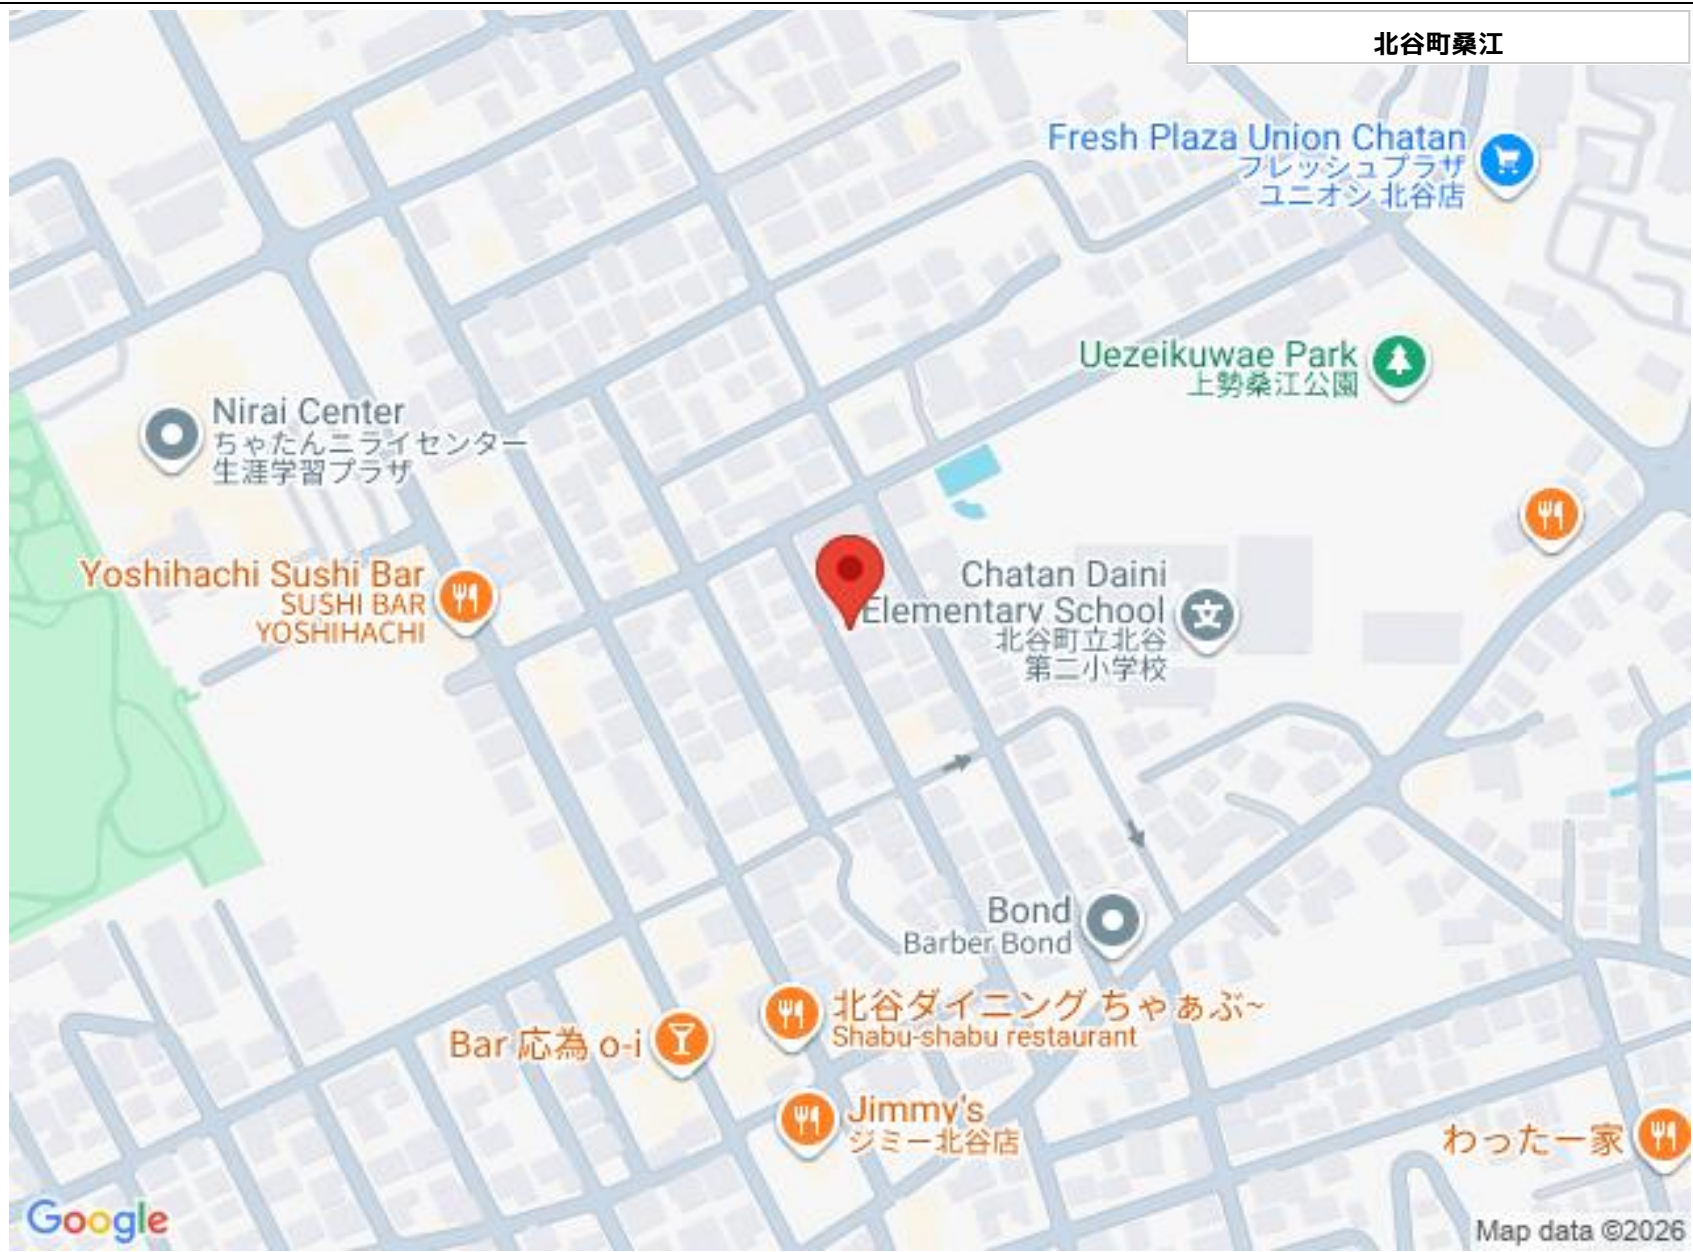 北谷町桑江
Fresh Plaza Union Chatan
フレッシュプラザ
ユニオン 北谷店
Uezeikuwae Park
上勢桑江公園
Nirai Center
ちゃたんニライセンター
生涯学習プラザ
Yoshihachi Sushi Bar
SUSHI BAR
YOSHIHACHI
Chatan Daini
Elementary School
北谷町立北谷
第二小学校
Bond
Barber Bond
北谷ダイニング ちゃぁぶ~
Shabu-shabu restaurant
Bar 応為 o-i
Jimmy's
ジミー北谷店
わったー家
Google
Map data ©2026